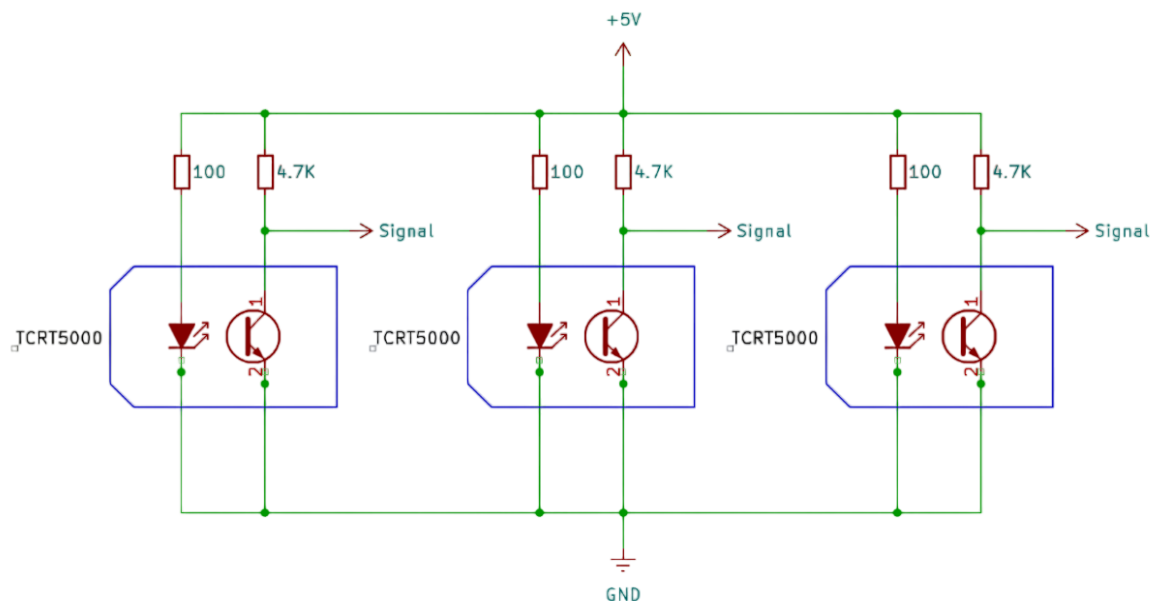 +5V
100
4.7K
100
4.7K
100
4.7K
Signal
Signal
Signal
1
1
1
TCRT5000
TCRT5000
TCRT5000
2
2
2
GND